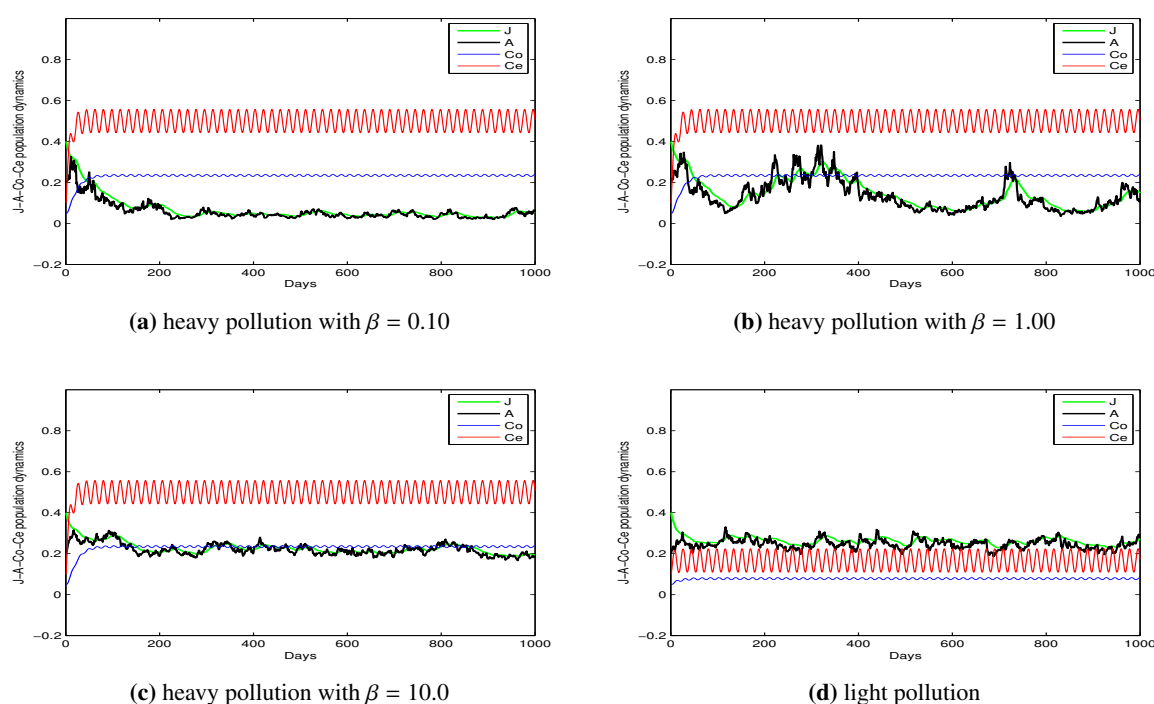 J
A
Co
Ce
J−A−Co−Ce population dynamics
0.8
0.6
0.4
0.2
0
−0.2
0 200 400 600 800 1000
Days
(a) heavy pollution with β = 0.10
J
A
Co
Ce
J−A−Co−Ce population dynamics
0.8
0.6
0.4
0.2
0
−0.2
0 200 400 600 800 1000
Days
(b) heavy pollution with β = 1.00
J
A
Co
Ce
J−A−Co−Ce population dynamics
0.8
0.6
0.4
0.2
0
−0.2
0 200 400 600 800 1000
Days
(c) heavy pollution with β = 10.0
J
A
Co
Ce
J−A−Co−Ce population dynamics
0.8
0.6
0.4
0.2
0
−0.2
0 200 400 600 800 1000
Days
(d) light pollution